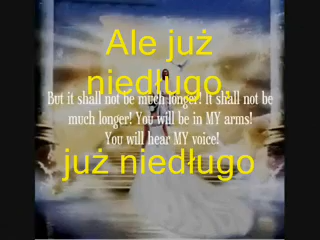 Ale już
niedługo,
But it shall not be much longer! It shall not be
much longer! You will be in MY arms!
You will hear MY voice!
już niedługo